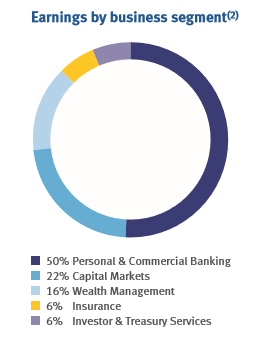 Earnings by business segment(2)
50% Personal & Commercial Banking
22% Capital Markets
16% Wealth Management
6% Insurance
6% Investor & Treasury Services